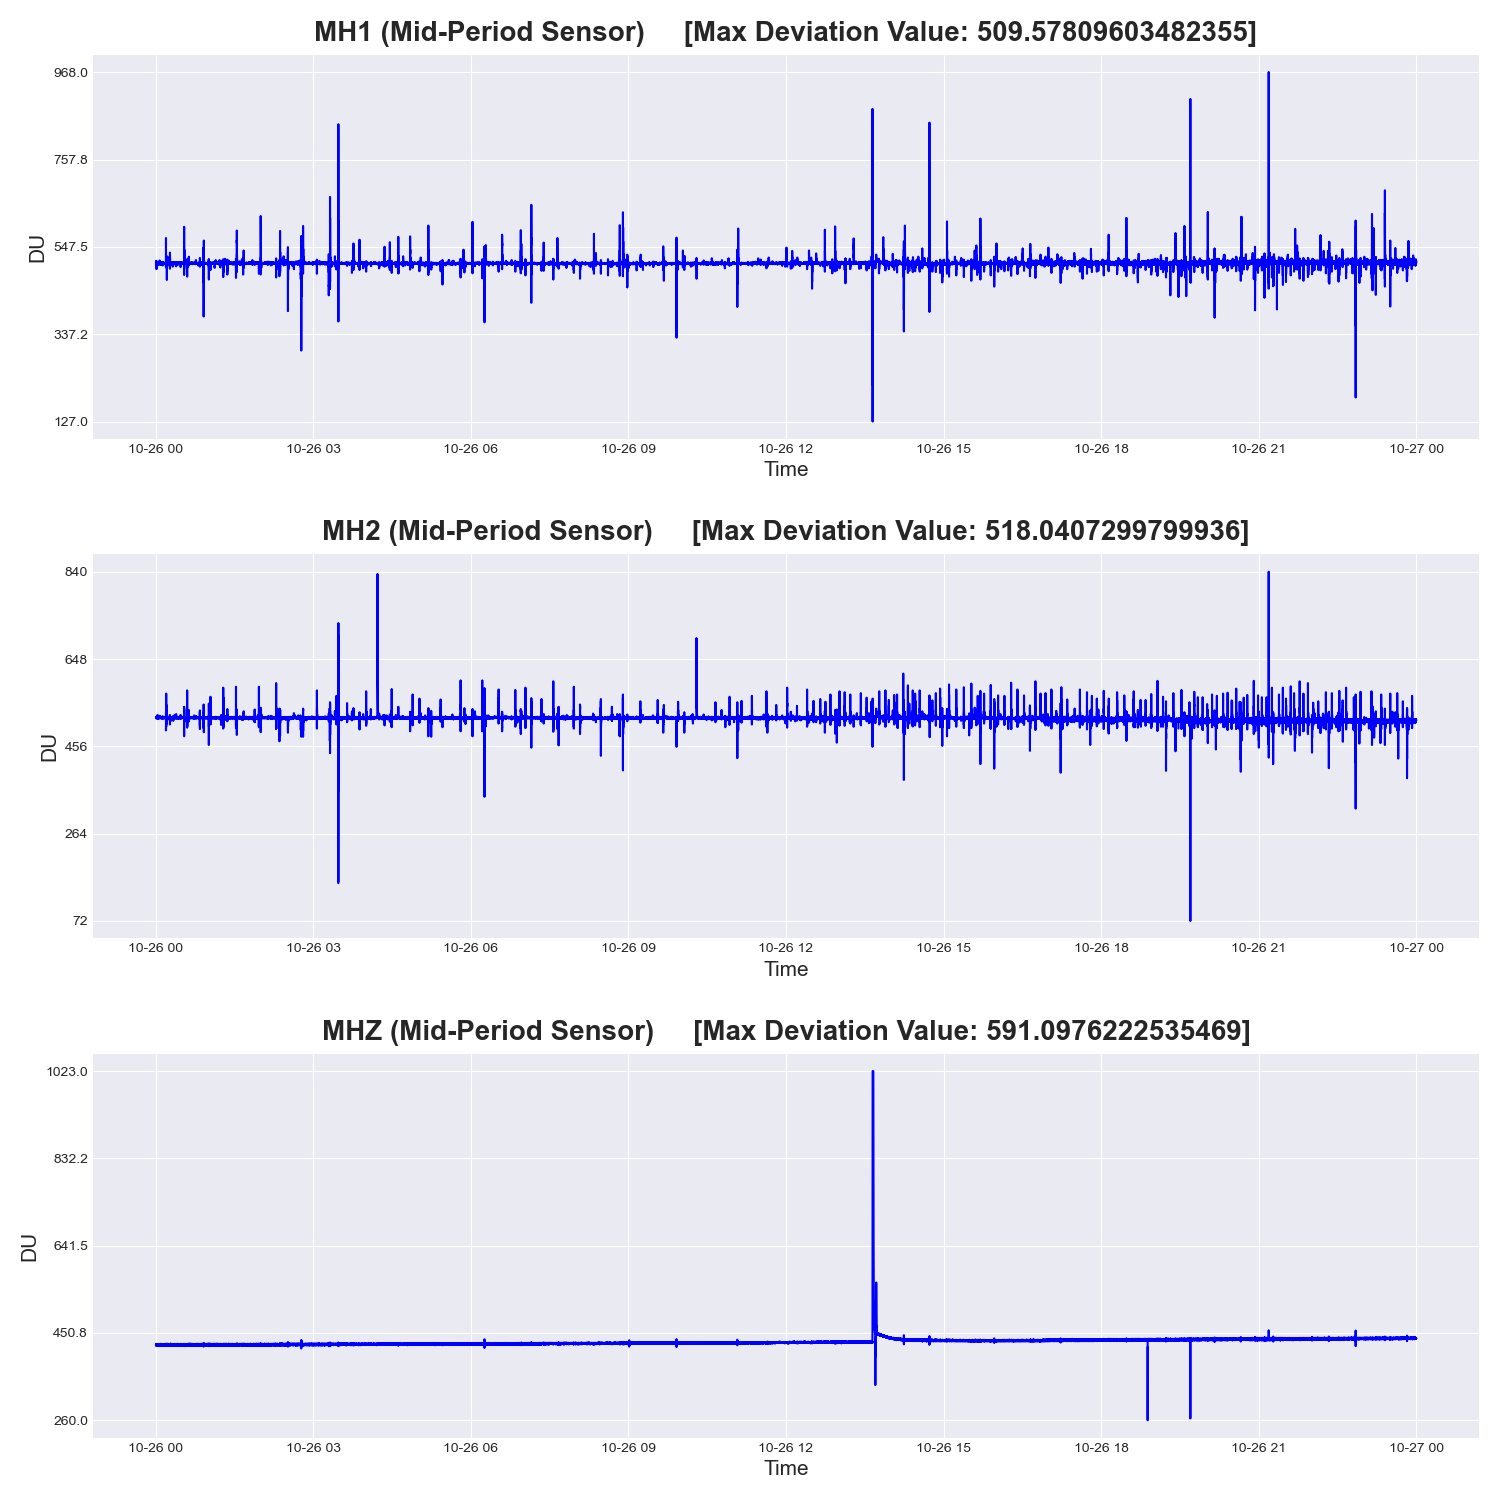 MH1 (Mid-Period Sensor) [Max Deviation Value: 509.57809603482355]
968.0
757.8
547.5
337.2
127.0
DU
10-26 00 10-26 03 10-26 06 10-26 09 10-26 12 10-26 15 10-26 18 10-26 21 10-27 00
Time
MH2 (Mid-Period Sensor) [Max Deviation Value: 518.0407299799936]
840
648
456
264
72
DU
10-26 00 10-26 03 10-26 06 10-26 09 10-26 12 10-26 15 10-26 18 10-26 21 10-27 00
Time
MHZ (Mid-Period Sensor) [Max Deviation Value: 591.0976222535469]
1023.0
832.2
641.5
450.8
260.0
DU
10-26 00 10-26 03 10-26 06 10-26 09 10-26 12 10-26 15 10-26 18 10-26 21 10-27 00
Time